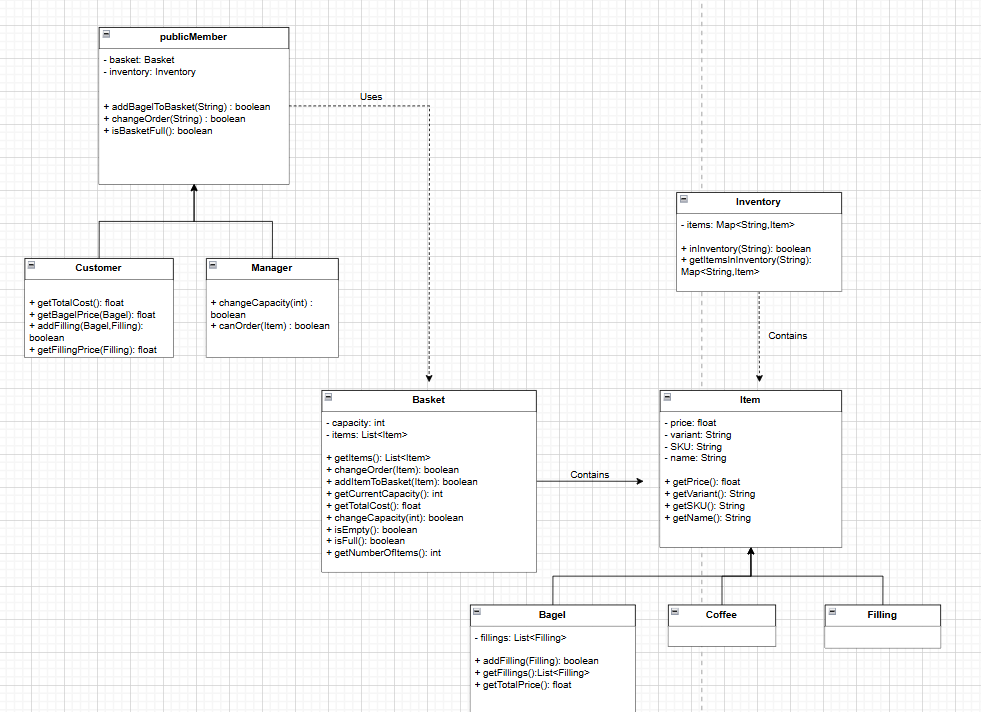 publicMember
- basket: Basket
- inventory: Inventory
+ addBagelToBasket(String) : boolean
+ changeOrder(String) : boolean
+ isBasketFull(): boolean
Uses
Customer
+ getTotalCost(): float
+ getBagelPrice(Bagel): float
+ addFilling(Bagel,Filling):
boolean
+ getFillingPrice(Filling): float
Manager
+ changeCapacity(int) :
boolean
+ canOrder(Item) : boolean
Inventory
- items: Map<String,Item>
+ inInventory(String): boolean
+ getItemsInInventory(String):
Map<String,Item>
Contains
Basket
- capacity: int
- items: List<Item>
+ getItems(): List<Item>
+ changeOrder(Item): boolean
+ addItemToBasket(Item): boolean
+ getCurrentCapacity(): int
+ getTotalCost(): float
+ changeCapacity(int): boolean
+ isEmpty(): boolean
+ isFull(): boolean
+ getNumberOfItems(): int
Contains
Item
- price: float
- variant: String
- SKU: String
- name: String
+ getPrice(): float
+ getVariant(): String
+ getSKU(): String
+ getName(): String
Bagel
- fillings: List<Filling>
+ addFilling(Filling): boolean
+ getFillings():List<Filling>
+ getTotalPrice(): float
Coffee
Filling